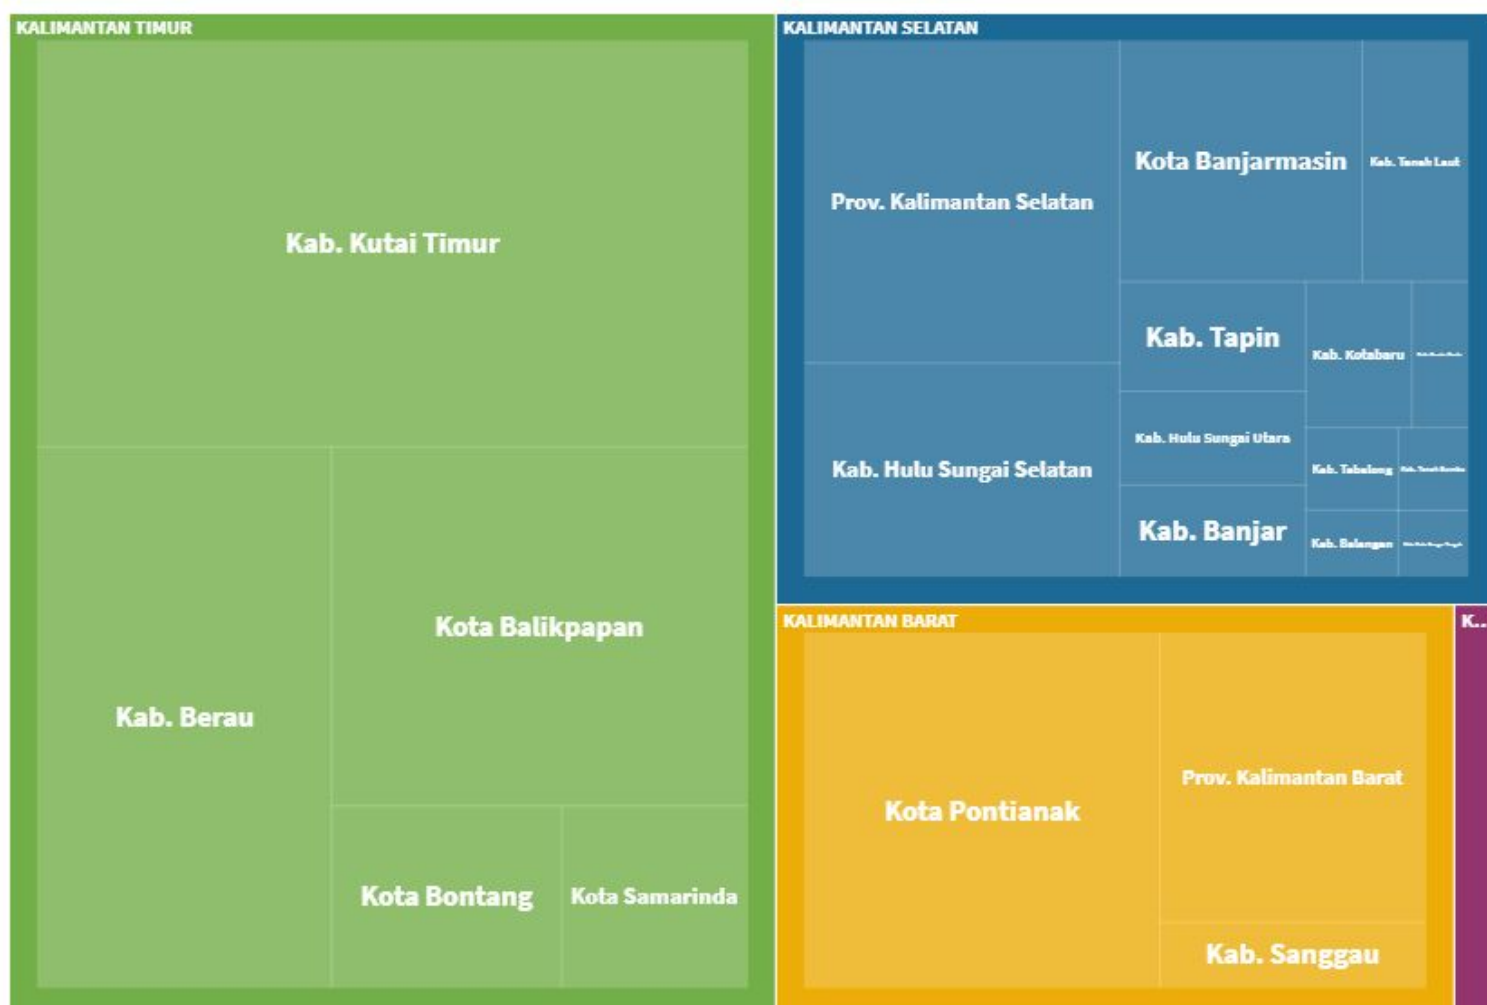 KALIMANTAN TIMUR
Kab. Kutai Timur
Kab. Berau
Kota Balikpapan
Kota Bontang
Kota Samarinda
KALIMANTAN SELATAN
Prov. Kalimantan Selatan
Kab. Hulu Sungai Selatan
Kota Banjarmasin
Kab. Tanah Laut
Kab. Tapin
Kab. Hulu Sungai Utara
Kab. Banjar
Kab. Kotabaru
Kab. Tabalong
Kab. Balangan
KALIMANTAN BARAT
Kota Pontianak
Prov. Kalimantan Barat
Kab. Sanggau
K...